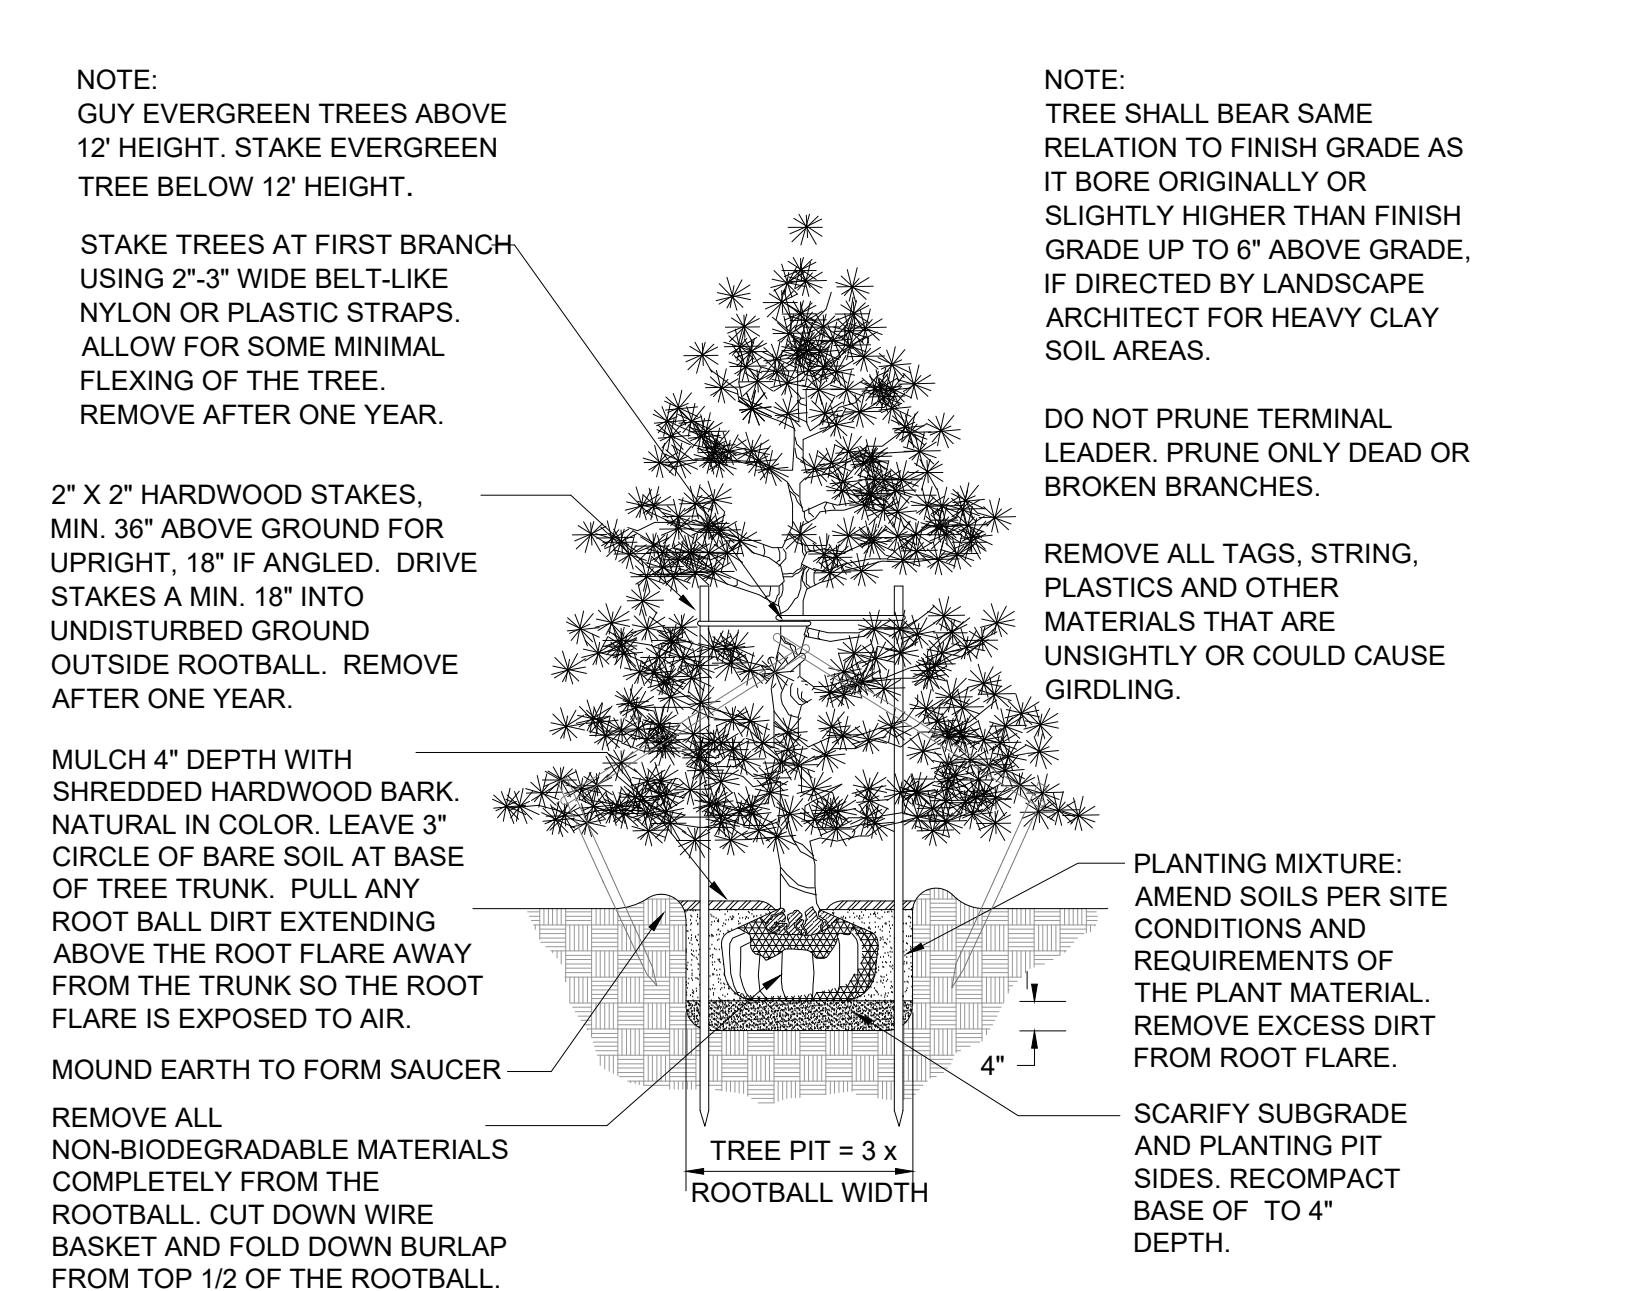 NOTE:
GUY EVERGREEN TREES ABOVE
12' HEIGHT. STAKE EVERGREEN
TREE BELOW 12' HEIGHT.
STAKE TREES AT FIRST BRANCH
USING 2"-3" WIDE BELT-LIKE
NYLON OR PLASTIC STRAPS.
ALLOW FOR SOME MINIMAL
FLEXING OF THE TREE.
REMOVE AFTER ONE YEAR.
2" X 2" HARDWOOD STAKES,
MIN. 36" ABOVE GROUND FOR
UPRIGHT, 18" IF ANGLED. DRIVE
STAKES A MIN. 18" INTO
UNDISTURBED GROUND
OUTSIDE ROOTBALL. REMOVE
AFTER ONE YEAR.
MULCH 4" DEPTH WITH
SHREDDED HARDWOOD BARK.
NATURAL IN COLOR. LEAVE 3"
CIRCLE OF BARE SOIL AT BASE
OF TREE TRUNK. PULL ANY
ROOT BALL DIRT EXTENDING
ABOVE THE ROOT FLARE AWAY
FROM THE TRUNK SO THE ROOT
FLARE IS EXPOSED TO AIR.
MOUND EARTH TO FORM SAUCER
REMOVE ALL
NON-BIODEGRADABLE MATERIALS
COMPLETELY FROM THE
ROOTBALL. CUT DOWN WIRE
BASKET AND FOLD DOWN BURLAP
FROM TOP 1/2 OF THE ROOTBALL.
TREE PIT = 3 x
ROOTBALL WIDTH
4"
NOTE:
TREE SHALL BEAR SAME
RELATION TO FINISH GRADE AS
IT BORE ORIGINALLY OR
SLIGHTLY HIGHER THAN FINISH
GRADE UP TO 6" ABOVE GRADE,
IF DIRECTED BY LANDSCAPE
ARCHITECT FOR HEAVY CLAY
SOIL AREAS.
DO NOT PRUNE TERMINAL
LEADER. PRUNE ONLY DEAD OR
BROKEN BRANCHES.
REMOVE ALL TAGS, STRING,
PLASTICS AND OTHER
MATERIALS THAT ARE
UNSIGHTLY OR COULD CAUSE
GIRDLING.
PLANTING MIXTURE:
AMEND SOILS PER SITE
CONDITIONS AND
REQUIREMENTS OF
THE PLANT MATERIAL.
REMOVE EXCESS DIRT
FROM ROOT FLARE.
SCARIFY SUBGRADE
AND PLANTING PIT
SIDES. RECOMPACT
BASE OF  TO 4"
DEPTH.